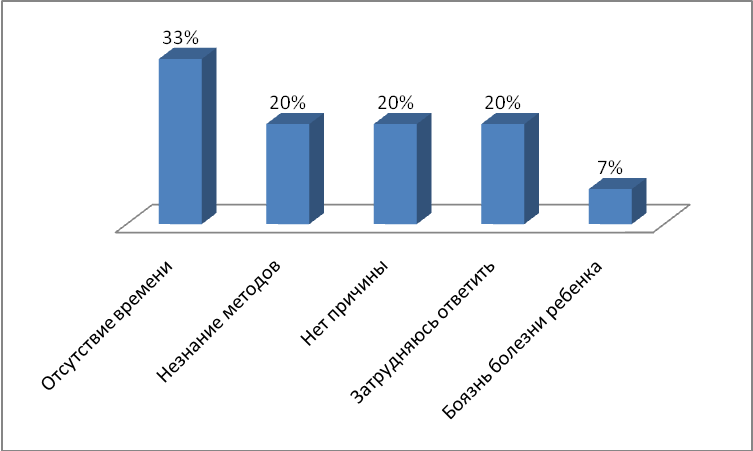 33%
20%
20%
20%
7%
Отсутствие времени
Незнание методов
Нет причины
Затрудняюсь ответить
Боязнь болезни ребенка